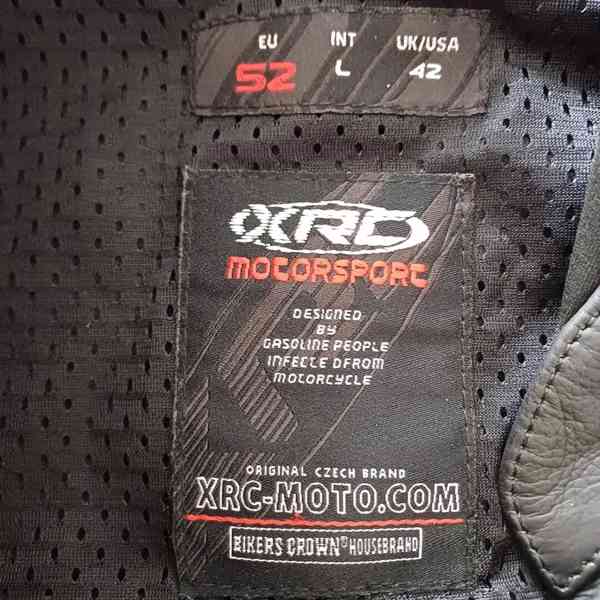 EU INT UK/USA
52 L 42
XRC
MOTORSPORT
DESIGNED
BY
GASOLINE PEOPLE
INFECTE DFROM
MOTORCYCLE
ORIGINAL CZECH BRAND
XRC-MOTO.COM
BIKERS CROWN® HOUSEBRAND